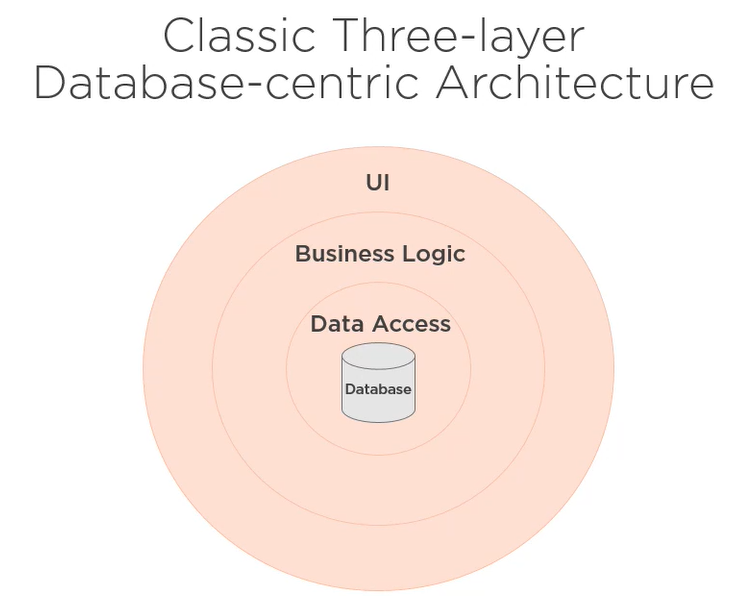 Classic Three-layer
Database-centric Architecture
UI
Business Logic
Data Access
Database